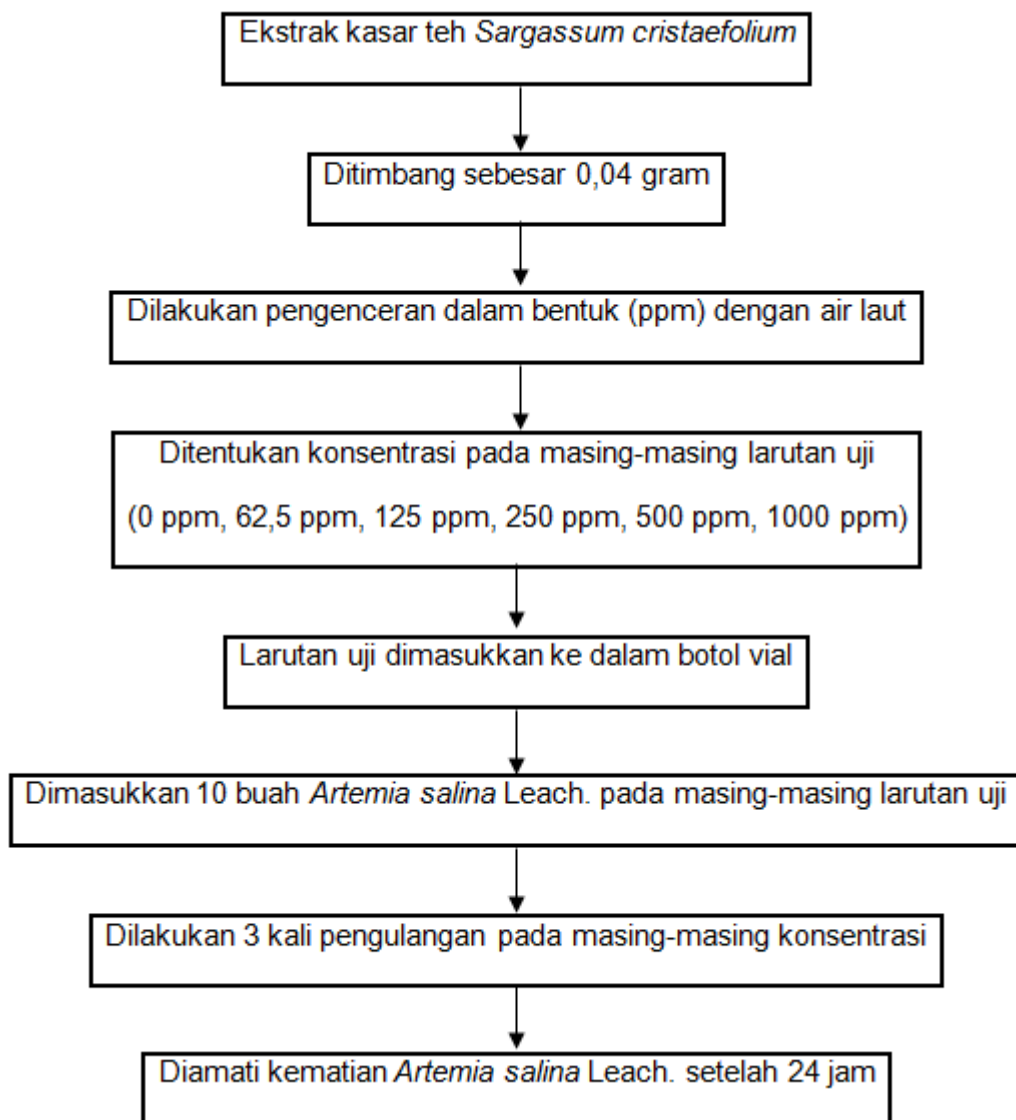 Ekstrak kasar teh Sargassum cristaefolium
Ditimbang sebesar 0,04 gram
Dilakukan pengenceran dalam bentuk (ppm) dengan air laut
Ditentukan konsentrasi pada masing-masing larutan uji
(0 ppm, 62,5 ppm, 125 ppm, 250 ppm, 500 ppm, 1000 ppm)
Larutan uji dimasukkan ke dalam botol vial
Dimasukkan 10 buah Artemia salina Leach. pada masing-masing larutan uji
Dilakukan 3 kali pengulangan pada masing-masing konsentrasi
Diamati kematian Artemia salina Leach. setelah 24 jam